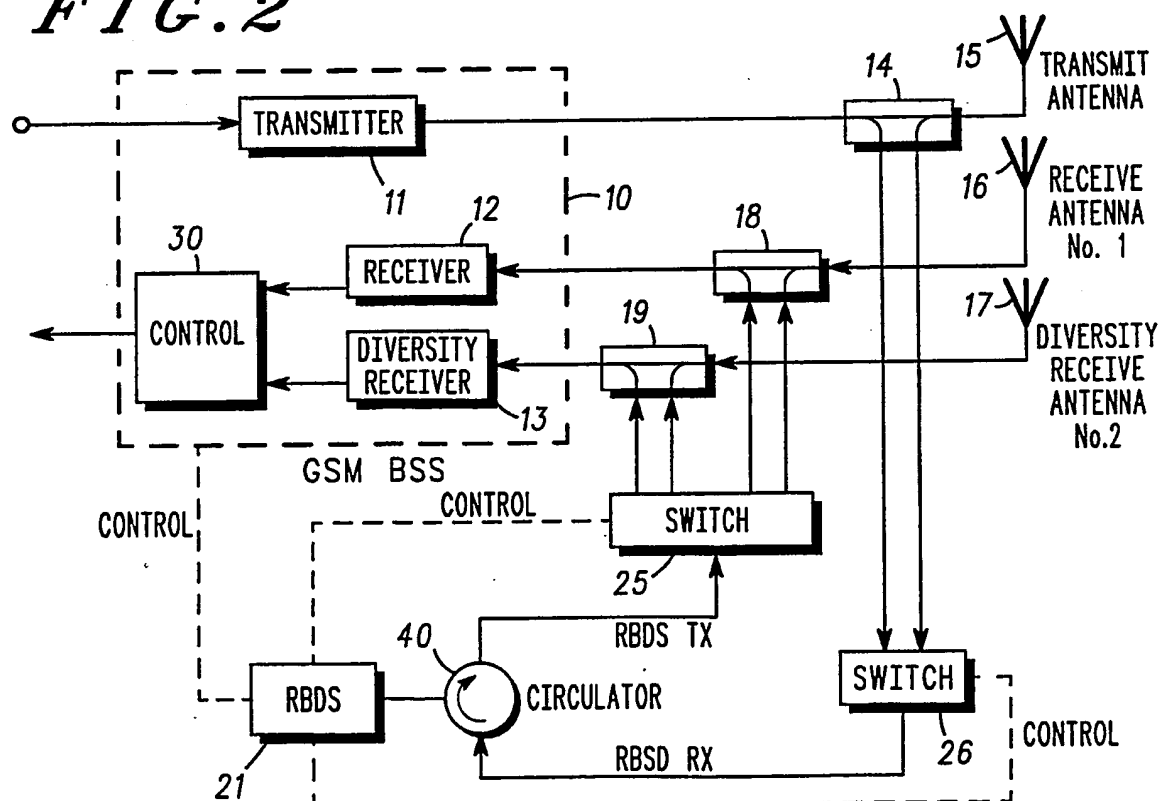 FIG.2
15
TRANSMIT
ANTENNA
14
TRANSMITTER
11
10
16
RECEIVE
ANTENNA
No. 1
12
18
30
RECEIVER
CONTROL
19
17
DIVERSITY
RECEIVER
13
DIVERSITY
RECEIVE
ANTENNA
No.2
GSM BSS
CONTROL
CONTROL
SWITCH
25
RBDS TX
40
SWITCH
26
RBDS
CIRCULATOR
21
RBSD RX
CONTROL